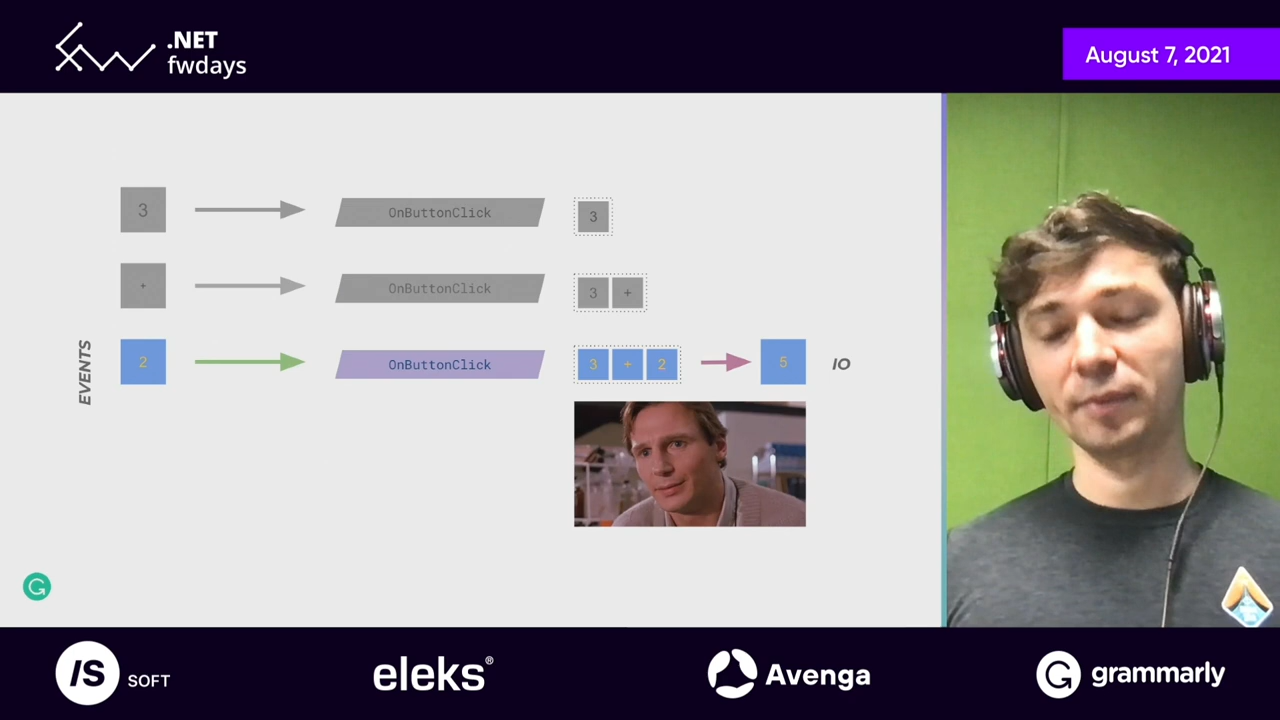 .NET
fwdays
August 7, 2021
3
OnButtonClick
3
+
OnButtonClick
3 +
EVENTS
2
OnButtonClick
3 + 2
5
IO
IS SOFT
eleks®
Avenga
grammarly